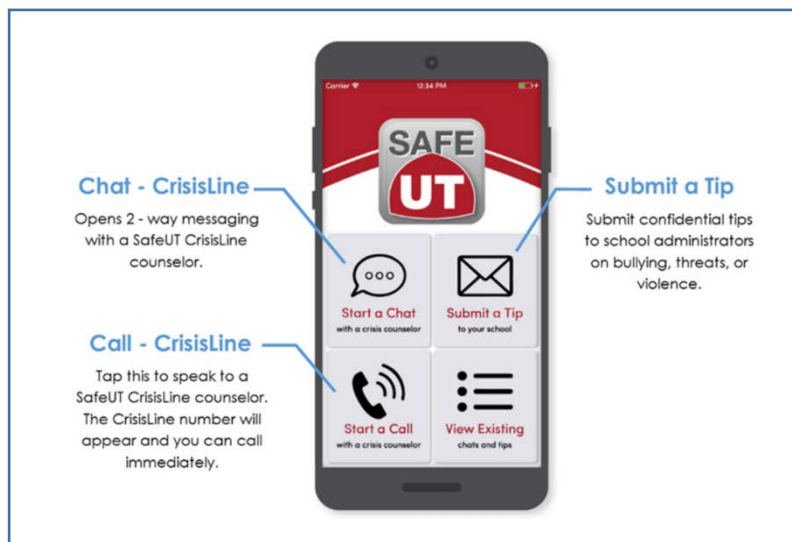 Carrier 12:34 PM
SAFE
UT
Chat - CrisisLine
Opens 2 - way messaging
with a SafeUT CrisisLine
counselor.
Submit a Tip
Submit confidential tips
to school administrators
on bullying, threats, or
violence.
Start a Chat
with a crisis counselor
Submit a Tip
to your school
Call - CrisisLine
Tap this to speak to a
SafeUT CrisisLine counselor.
The CrisisLine number will
appear and you can call
immediately.
Start a Call
with a crisis counselor
View Existing
chats and tips